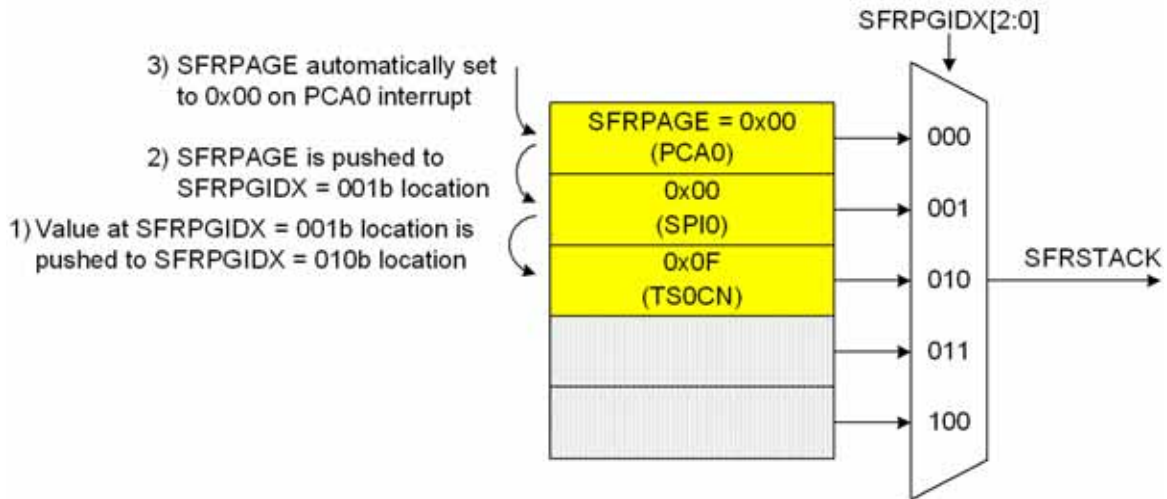 SFRPGIDX[2:0]
3) SFRPAGE automatically set
to 0x00 on PCA0 interrupt
2) SFRPAGE is pushed to
SFRPGIDX = 001b location
1) Value at SFRPGIDX = 001b location is
pushed to SFRPGIDX = 010b location
SFRPAGE = 0x00
(PCA0)
0x00
(SPI0)
0x0F
(TS0CN)
000
001
010
011
100
SFRSTACK